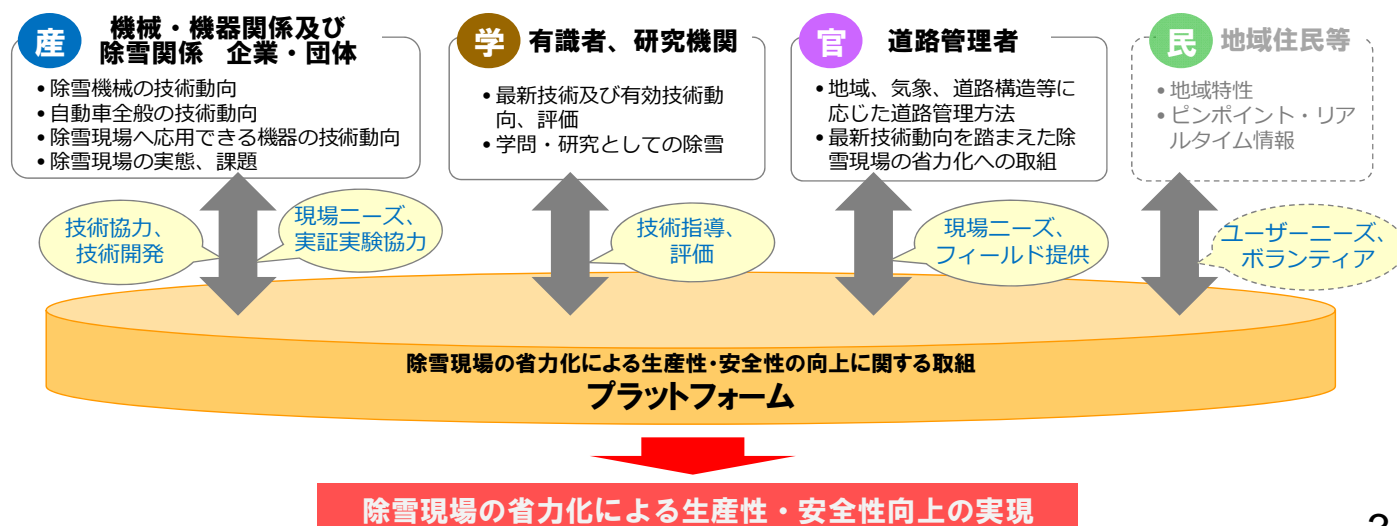 産
機械・機器関係及び
除雪関係 企業・団体
•除雪機械の技術動向
•自動車全般の技術動向
•除雪現場へ応用できる機器の技術動向
•除雪現場の実態、課題
学
有識者、研究機関
•最新技術及び有効技術動
向、評価
•学問・研究としての除雪
官
道路管理者
•地域、気象、道路構造等に
応じた道路管理方法
•最新技術動向を踏まえた除
雪現場の省力化への取組
民
地域住民等
•地域特性
•ピンポイント・リア
ルタイム情報
技術協力、
技術開発
現場ニーズ、
実証実験協力
技術指導、
評価
現場ニーズ、
フィールド提供
ユーザーニーズ、
ボランティア
除雪現場の省力化による生産性・安全性の向上に関する取組
プラットフォーム
除雪現場の省力化による生産性・安全性向上の実現